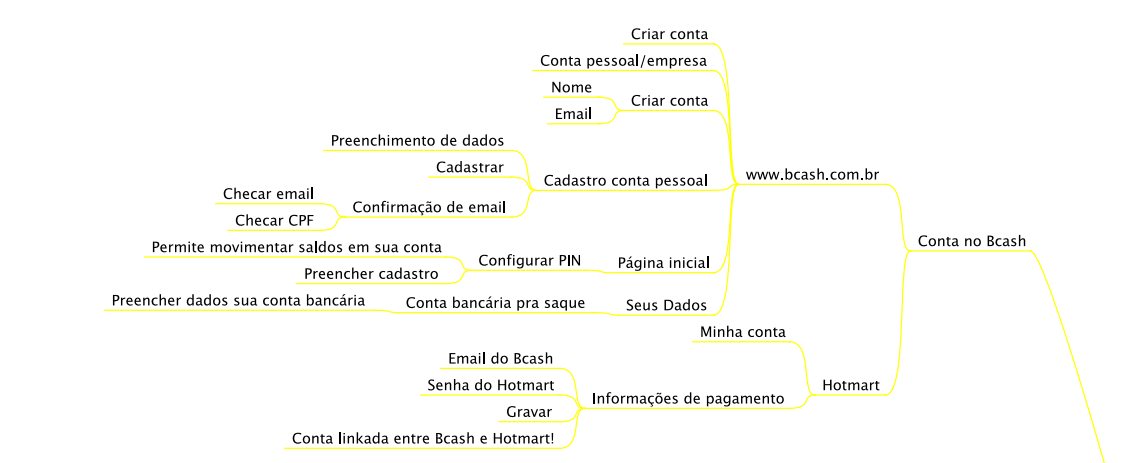 Criar conta
Conta pessoal/empresa
Nome
Criar conta
Email
Preenchimento de dados
Cadastrar
Cadastro conta pessoal
www.bcash.com.br
Checar email
Confirmação de email
Checar CPF
Conta no Bcash
Permite movimentar saldos em sua conta
Configurar PIN
Página inicial
Preencher cadastro
Preencher dados sua conta bancária
Conta bancária pra saque
Seus Dados
Minha conta
Email do Bcash
Senha do Hotmart
Hotmart
Informações de pagamento
Gravar
Conta linkada entre Bcash e Hotmart!